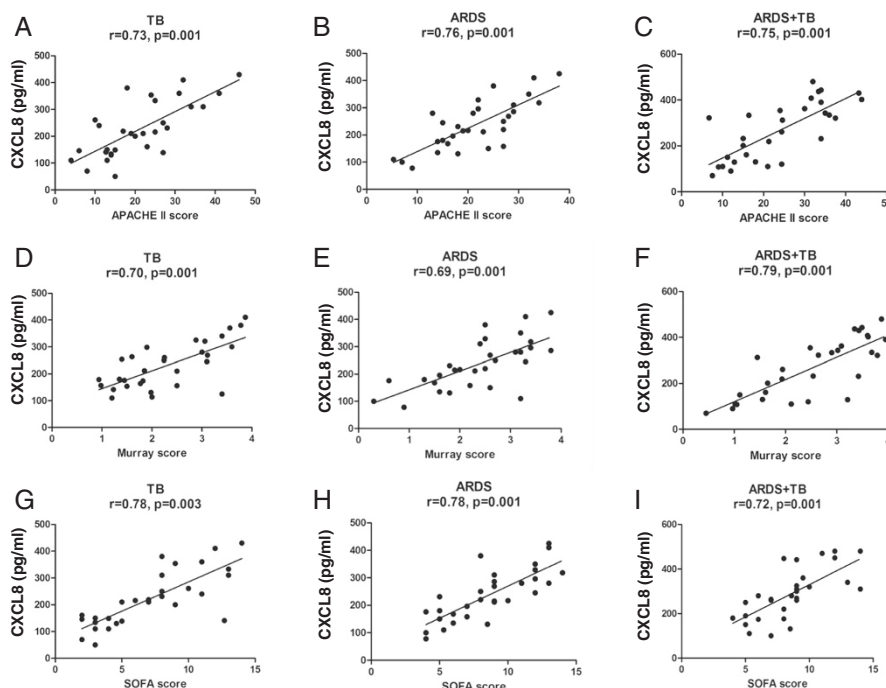 A
TB
r=0.73, p=0.001
CXCL8 (pg/ml)
500
400
300
200
100
0
0 10 20 30 40 50
APACHE II score
B
ARDS
r=0.76, p=0.001
CXCL8 (pg/ml)
500
400
300
200
100
0
0 10 20 30 40
APACHE II score
C
ARDS+TB
r=0.75, p=0.001
CXCL8 (pg/ml)
600
400
200
0
0 10 20 30 40 50
APACHE II score
D
TB
r=0.70, p=0.001
CXCL8 (pg/ml)
500
400
300
200
100
0
0 1 2 3 4
Murray score
E
ARDS
r=0.69, p=0.001
CXCL8 (pg/ml)
500
400
300
200
100
0
0 1 2 3 4
Murray score
F
ARDS+TB
r=0.79, p=0.001
CXCL8 (pg/ml)
600
400
200
0
0 1 2 3
Murray score
G
TB
r=0.78, p=0.003
CXCL8 (pg/ml)
500
400
300
200
100
0
0 5 10 15
SOFA score
H
ARDS
r=0.78, p=0.001
CXCL8 (pg/ml)
500
400
300
200
100
0
0 5 10 15
SOFA score
I
ARDS+TB
r=0.72, p=0.001
CXCL8 (pg/ml)
600
400
200
0
0 5 10 15
SOFA score